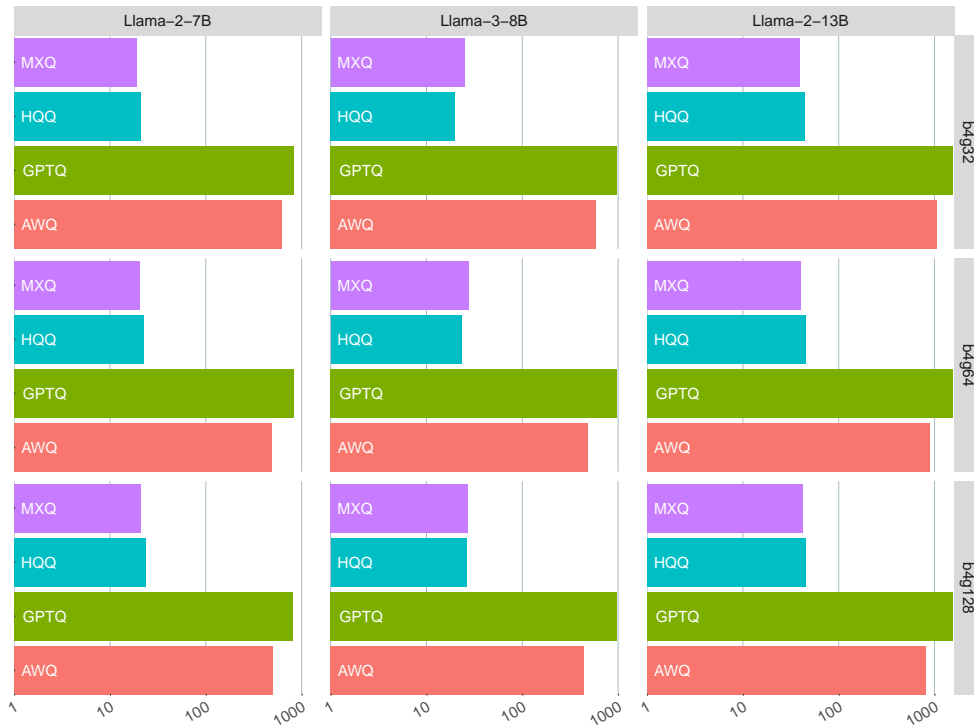 Llama−2−7B
Llama−3−8B
Llama−2−13B
MXQ
HQQ
GPTQ
AWQ
MXQ
HQQ
GPTQ
AWQ
MXQ
HQQ
GPTQ
AWQ
b4g32
MXQ
HQQ
GPTQ
AWQ
MXQ
HQQ
GPTQ
AWQ
MXQ
HQQ
GPTQ
AWQ
b4g64
MXQ
HQQ
GPTQ
AWQ
MXQ
HQQ
GPTQ
AWQ
MXQ
HQQ
GPTQ
AWQ
b4g128
1 10 100 1000
1 10 100 1000
1 10 100 1000